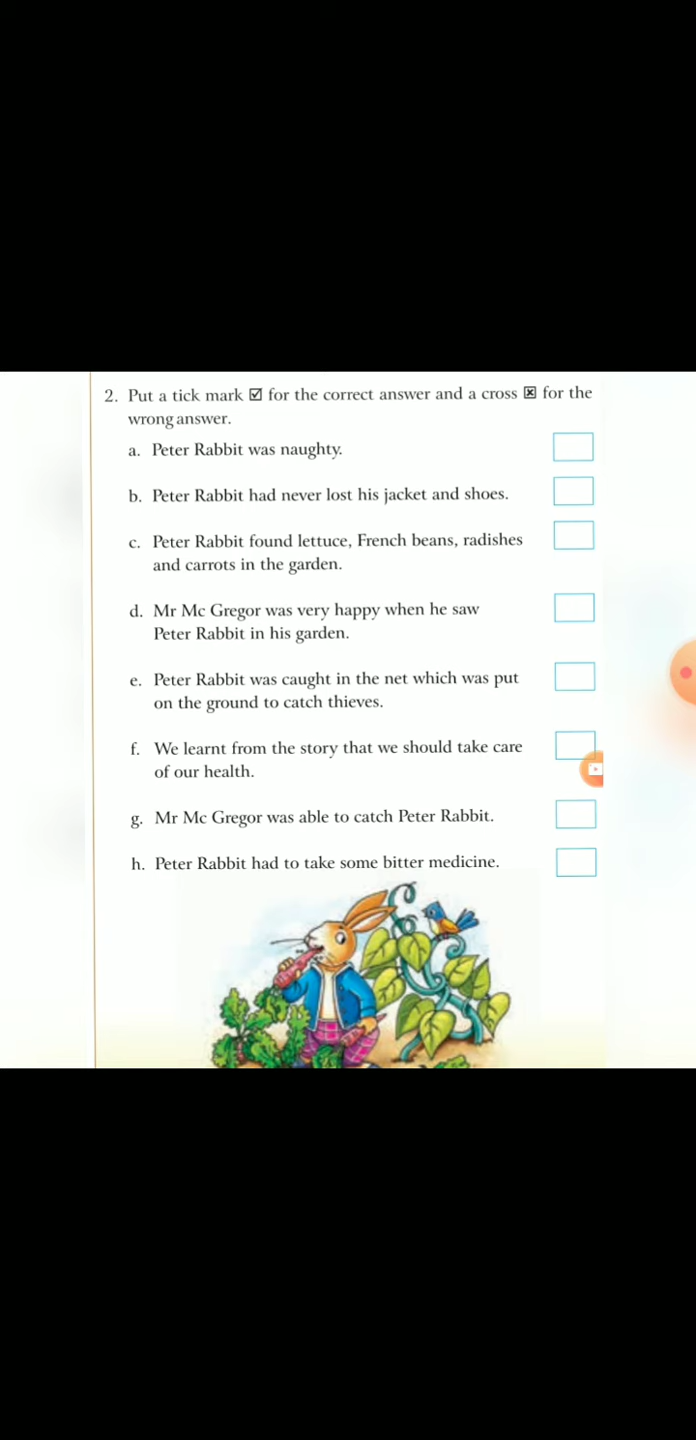 2. Put a tick mark ☑ for the correct answer and a cross ☒ for the
wrong answer.
a. Peter Rabbit was naughty.
b. Peter Rabbit had never lost his jacket and shoes.
c. Peter Rabbit found lettuce, French beans, radishes
and carrots in the garden.
d. Mr Mc Gregor was very happy when he saw
Peter Rabbit in his garden.
e. Peter Rabbit was caught in the net which was put
on the ground to catch thieves.
f. We learnt from the story that we should take care
of our health.
g. Mr Mc Gregor was able to catch Peter Rabbit.
h. Peter Rabbit had to take some bitter medicine.